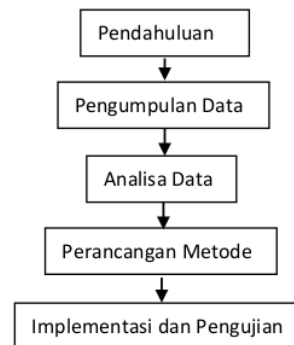 Pendahuluan
Pengumpulan Data
Analisa Data
Perancangan Metode
Implementasi dan Pengujian